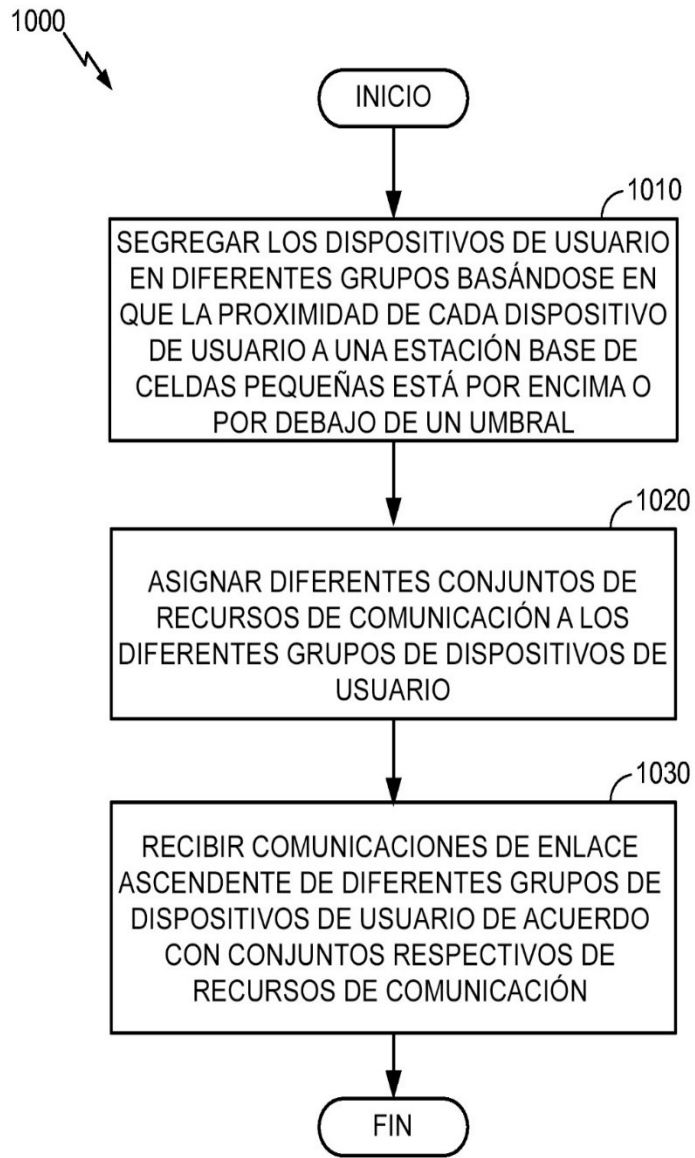 1000
INICIO
1010
SEGREGAR LOS DISPOSITIVOS DE USUARIO
EN DIFERENTES GRUPOS BASÁNDOSE EN
QUE LA PROXIMIDAD DE CADA DISPOSITIVO
DE USUARIO A UNA ESTACIÓN BASE DE
CELDAS PEQUEÑAS ESTÁ POR ENCIMA O
POR DEBAJO DE UN UMBRAL
1020
ASIGNAR DIFERENTES CONJUNTOS DE
RECURSOS DE COMUNICACIÓN A LOS
DIFERENTES GRUPOS DE DISPOSITIVOS DE
USUARIO
1030
RECIBIR COMUNICACIONES DE ENLACE
ASCENDENTE DE DIFERENTES GRUPOS DE
DISPOSITIVOS DE USUARIO DE ACUERDO
CON CONJUNTOS RESPECTIVOS DE
RECURSOS DE COMUNICACIÓN
FIN